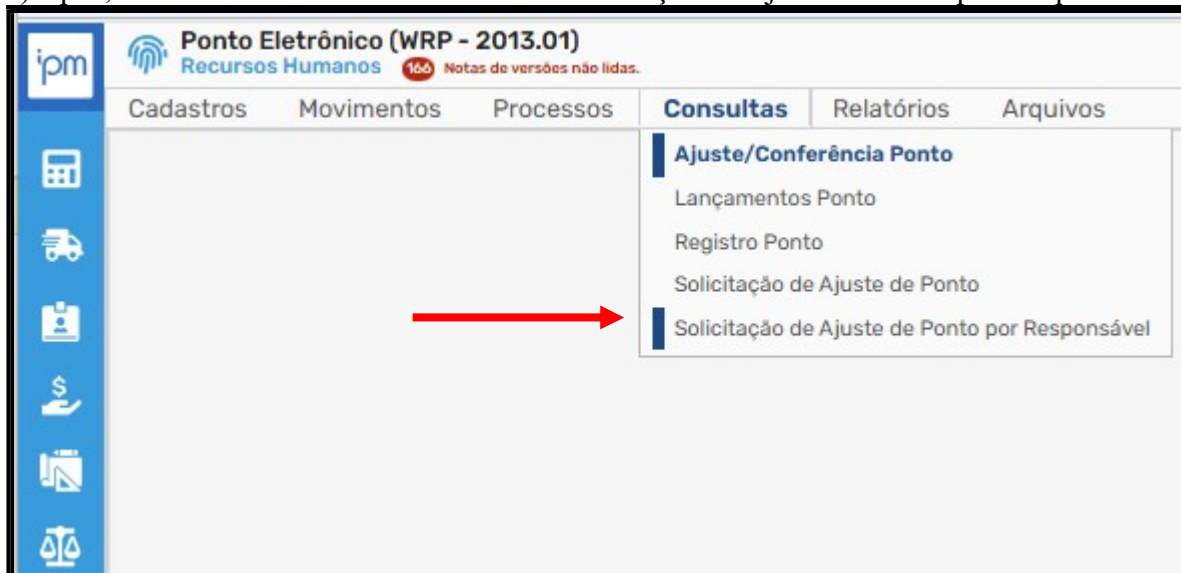 ipm
Ponto Eletrônico (WRP - 2013.01)
Recursos Humanos 166 Notas de versões não lidas.
Cadastros Movimentos Processos Consultas Relatórios Arquivos
Ajuste/Conferência Ponto
Lançamentos Ponto
Registro Ponto
Solicitação de Ajuste de Ponto
Solicitação de Ajuste de Ponto por Responsável